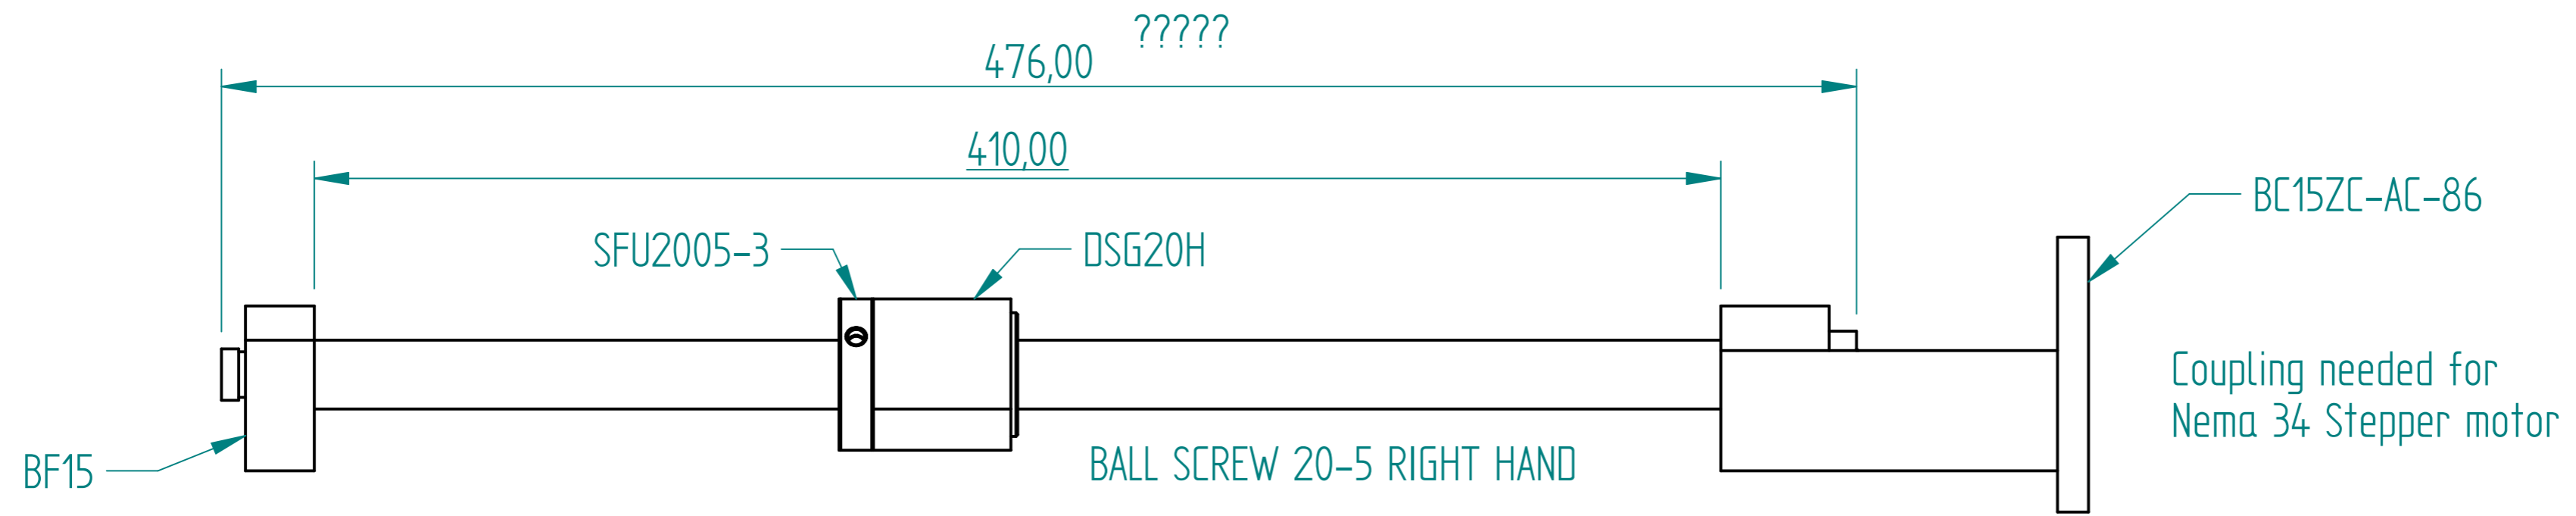 ?????
476,00
410,00
SFU2005-3
DSG20H
BC15ZC-AC-86
Coupling needed for
Nema 34 Stepper motor
BALL SCREW 20-5 RIGHT HAND
BF15